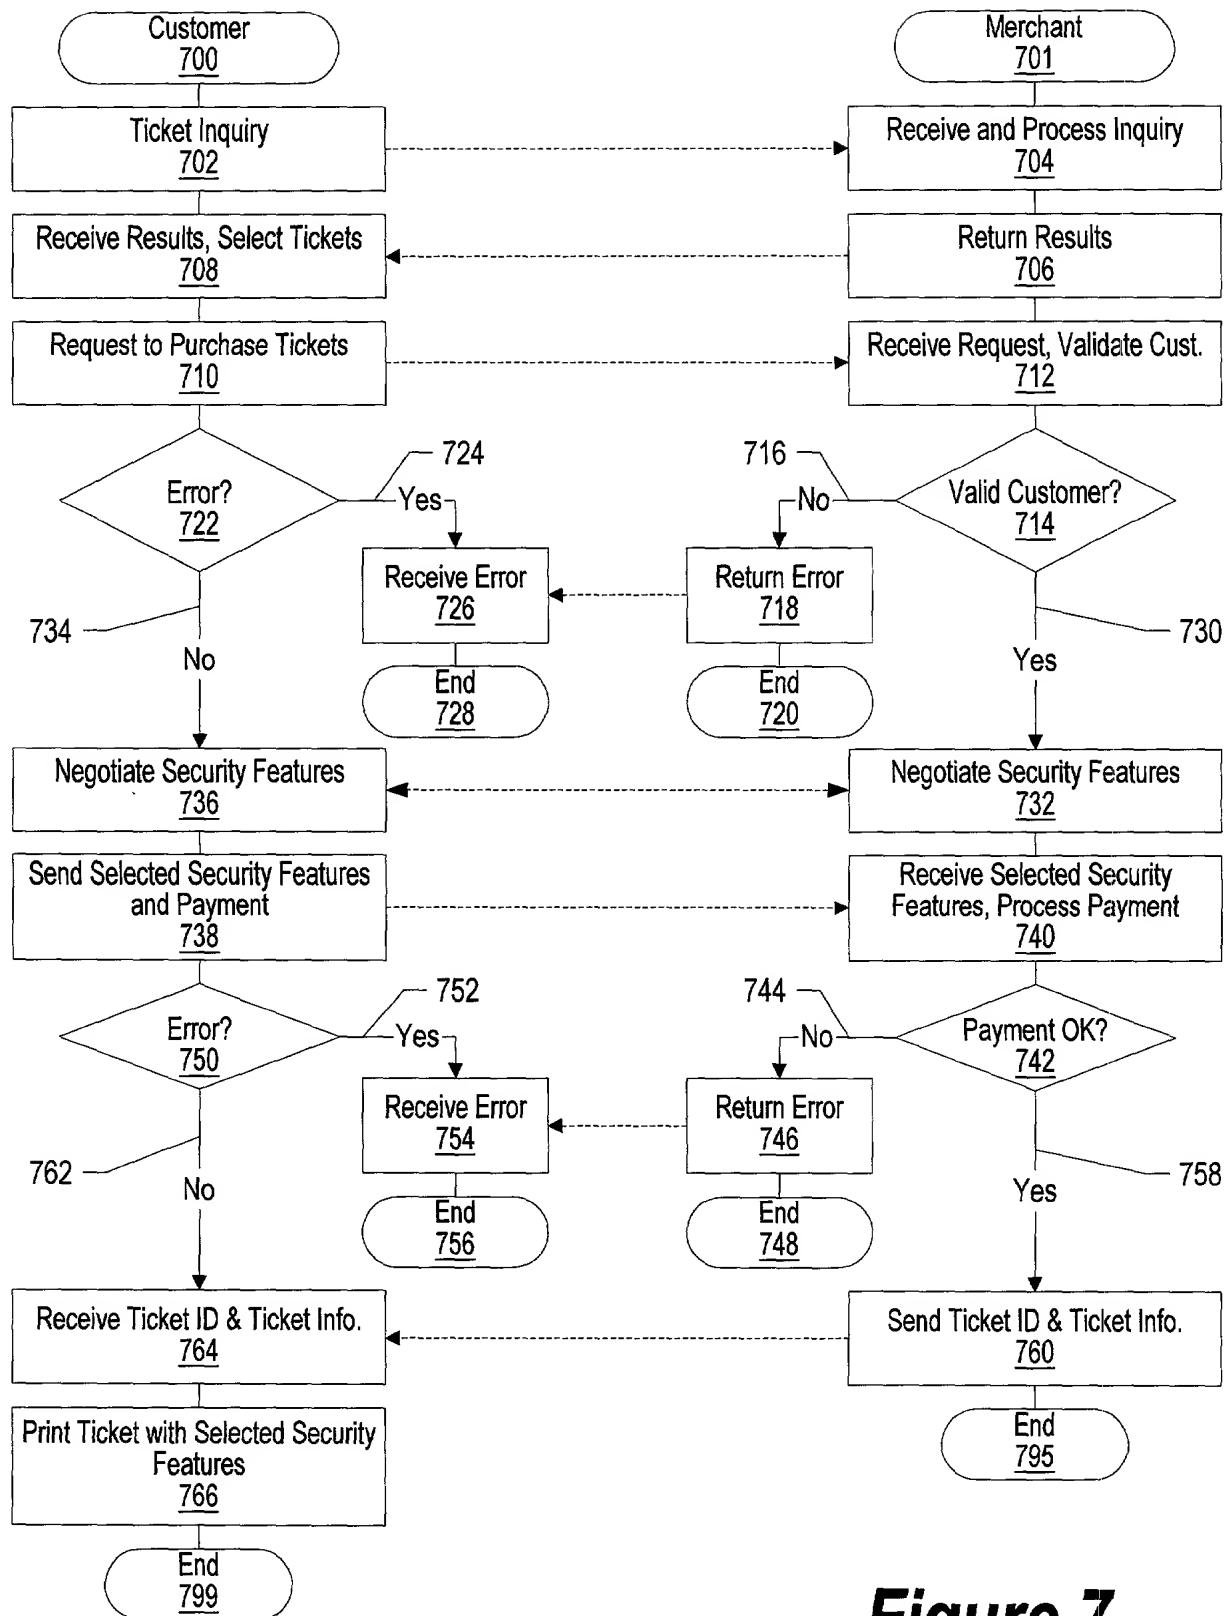 Customer
700
Merchant
701
Ticket Inquiry
702
Receive and Process Inquiry
704
Receive Results, Select Tickets
708
Return Results
706
Request to Purchase Tickets
710
Receive Request, Validate Cust.
712
724
716
Error?
722
Yes
No
Valid Customer?
714
Receive Error
726
Return Error
718
734
730
No
Yes
End
728
End
720
Negotiate Security Features
736
Negotiate Security Features
732
Send Selected Security Features
and Payment
738
Receive Selected Security
Features, Process Payment
740
752
744
Error?
750
Yes
No
Payment OK?
742
Receive Error
754
Return Error
746
762
758
No
Yes
End
756
End
748
Receive Ticket ID & Ticket Info.
764
Send Ticket ID & Ticket Info.
760
Print Ticket with Selected Security
Features
766
End
795
End
799
Figure 7